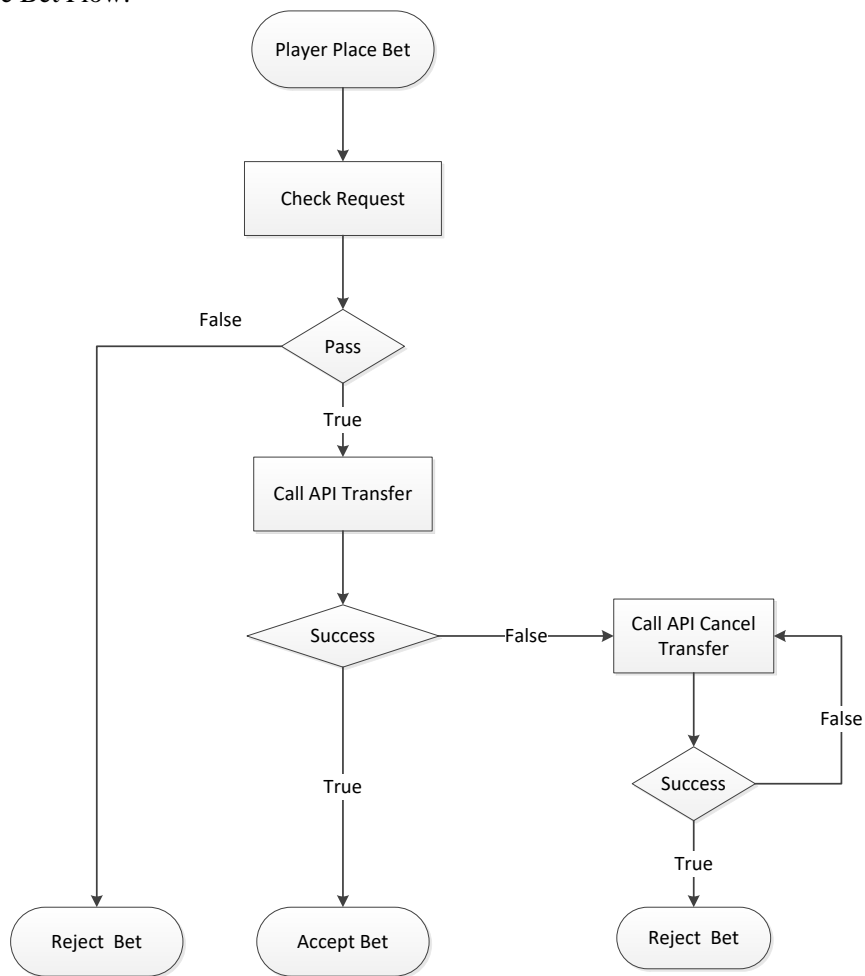 e Bet Flow:
Player Place Bet
Check Request
False
Pass
True
Call API Transfer
Success
False
Call API Cancel
Transfer
False
True
Success
True
Reject Bet
Accept Bet
Reject Bet